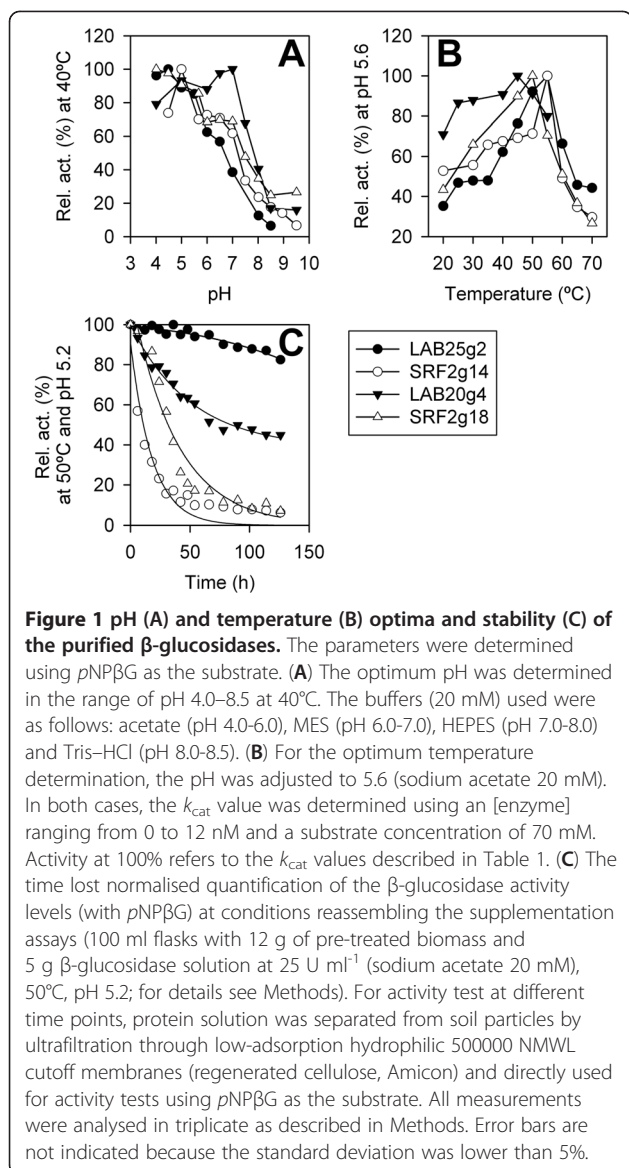 A
Rel. act. (%) at 40ºC
120
100
80
60
40
20
0
3 4 5 6 7 8 9 10
pH
B
Rel. act. (%) at pH 5.6
120
100
80
60
40
20
20 30 40 50 60 70
Temperature (ºC)
C
Rel. act. (%)
at 50ºC and pH 5.2
100
80
60
40
20
0
0 50 100 150
Time (h)
LAB25g2
SRF2g14
LAB20g4
SRF2g18
Figure 1 pH (A) and temperature (B) optima and stability (C) of
the purified β-glucosidases. The parameters were determined
using pNPβG as the substrate. (A) The optimum pH was determined
in the range of pH 4.0–8.5 at 40°C. The buffers (20 mM) used were
as follows: acetate (pH 4.0-6.0), MES (pH 6.0-7.0), HEPES (pH 7.0-8.0)
and Tris–HCl (pH 8.0-8.5). (B) For the optimum temperature
determination, the pH was adjusted to 5.6 (sodium acetate 20 mM).
In both cases, the kcat value was determined using an [enzyme]
ranging from 0 to 12 nM and a substrate concentration of 70 mM.
Activity at 100% refers to the kcat values described in Table 1. (C) The
time lost normalised quantification of the β-glucosidase activity
levels (with pNPβG) at conditions reassembling the supplementation
assays (100 ml flasks with 12 g of pre-treated biomass and
5 g β-glucosidase solution at 25 U ml-1 (sodium acetate 20 mM),
50°C, pH 5.2; for details see Methods). For activity test at different
time points, protein solution was separated from soil particles by
ultrafiltration through low-adsorption hydrophilic 500000 NMWL
cutoff membranes (regenerated cellulose, Amicon) and directly used
for activity tests using pNPβG as the substrate. All measurements
were analysed in triplicate as described in Methods. Error bars are
not indicated because the standard deviation was lower than 5%.